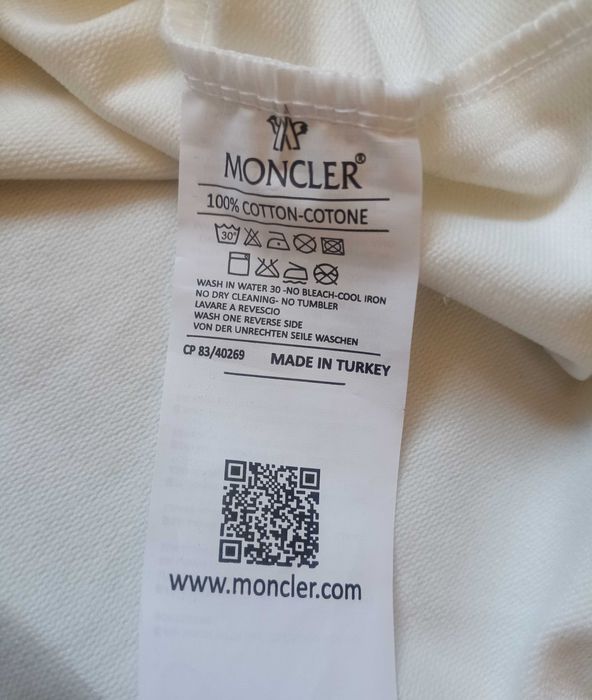 MONCLER®
100% COTTON-COTONE
30°
WASH IN WATER 30 -NO BLEACH-COOL IRON
NO DRY CLEANING- NO TUMBLER
LAVARE A REVESCIO
WASH ONE REVERSE SIDE
VON DER UNRECHTEN SEILE WASCHEN
CP 83/40269 MADE IN TURKEY
www.moncler.com